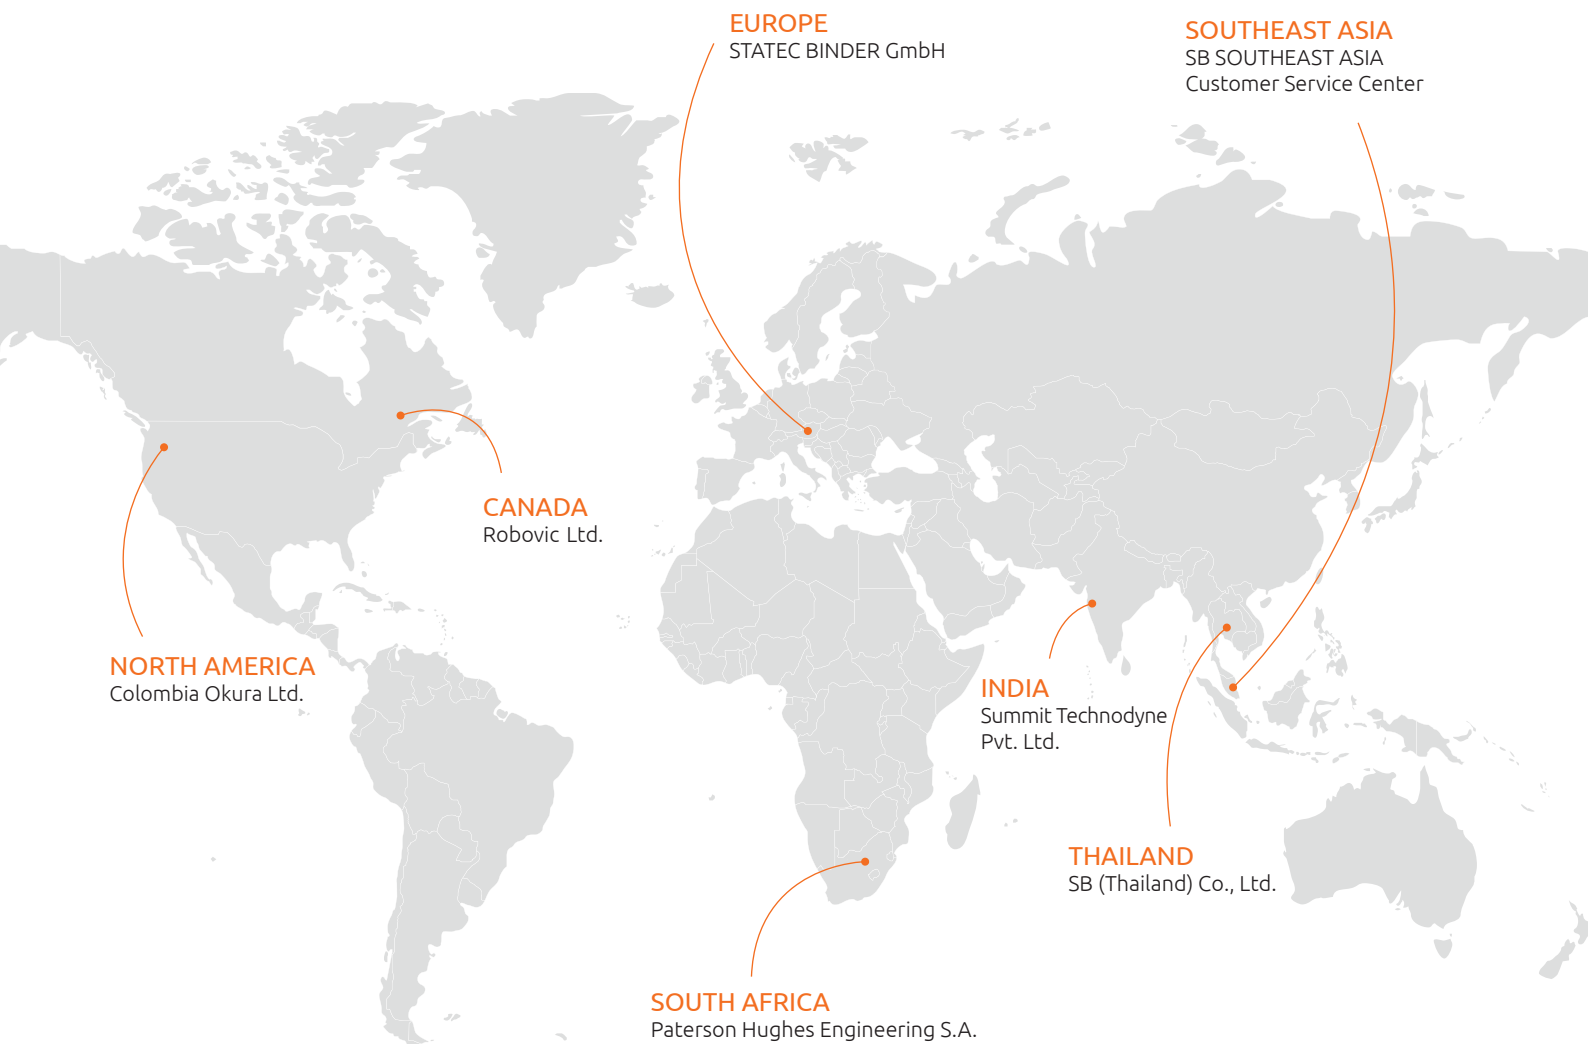 EUROPE
STATEC BINDER GmbH
SOUTHEAST ASIA
SB SOUTHEAST ASIA
Customer Service Center
CANADA
Robovic Ltd.
NORTH AMERICA
Colombia Okura Ltd.
INDIA
Summit Technodyne
Pvt. Ltd.
THAILAND
SB (Thailand) Co., Ltd.
SOUTH AFRICA
Paterson Hughes Engineering S.A.